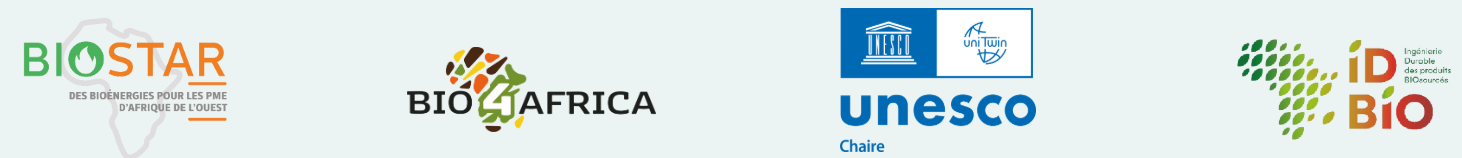 BIOSTAR
DES BIOÉNERGIES POUR LES PME
D'AFRIQUE DE L'OUEST
BIO4AFRICA
UNESCO
uniTwin
unesco
Chaire
iD
BiO
Ingénierie
Durable
des produits
BIOsourcés